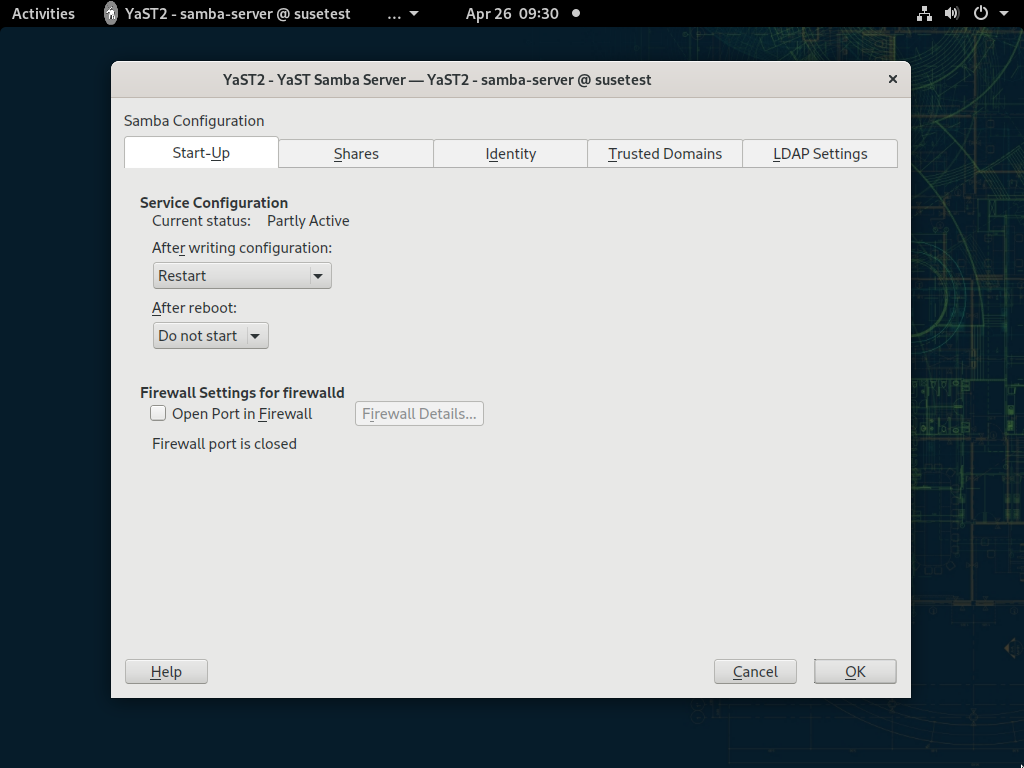 Activities YaST2 - samba-server @ susetest ... Apr 26 09:30
YaST2 - YaST Samba Server — YaST2 - samba-server @ susetest
Samba Configuration
Start-Up Shares Identity Trusted Domains LDAP Settings
Service Configuration
Current status: Partly Active
After writing configuration:
Restart
After reboot:
Do not start
Firewall Settings for firewalld
Open Port in Firewall Firewall Details...
Firewall port is closed
Help Cancel OK